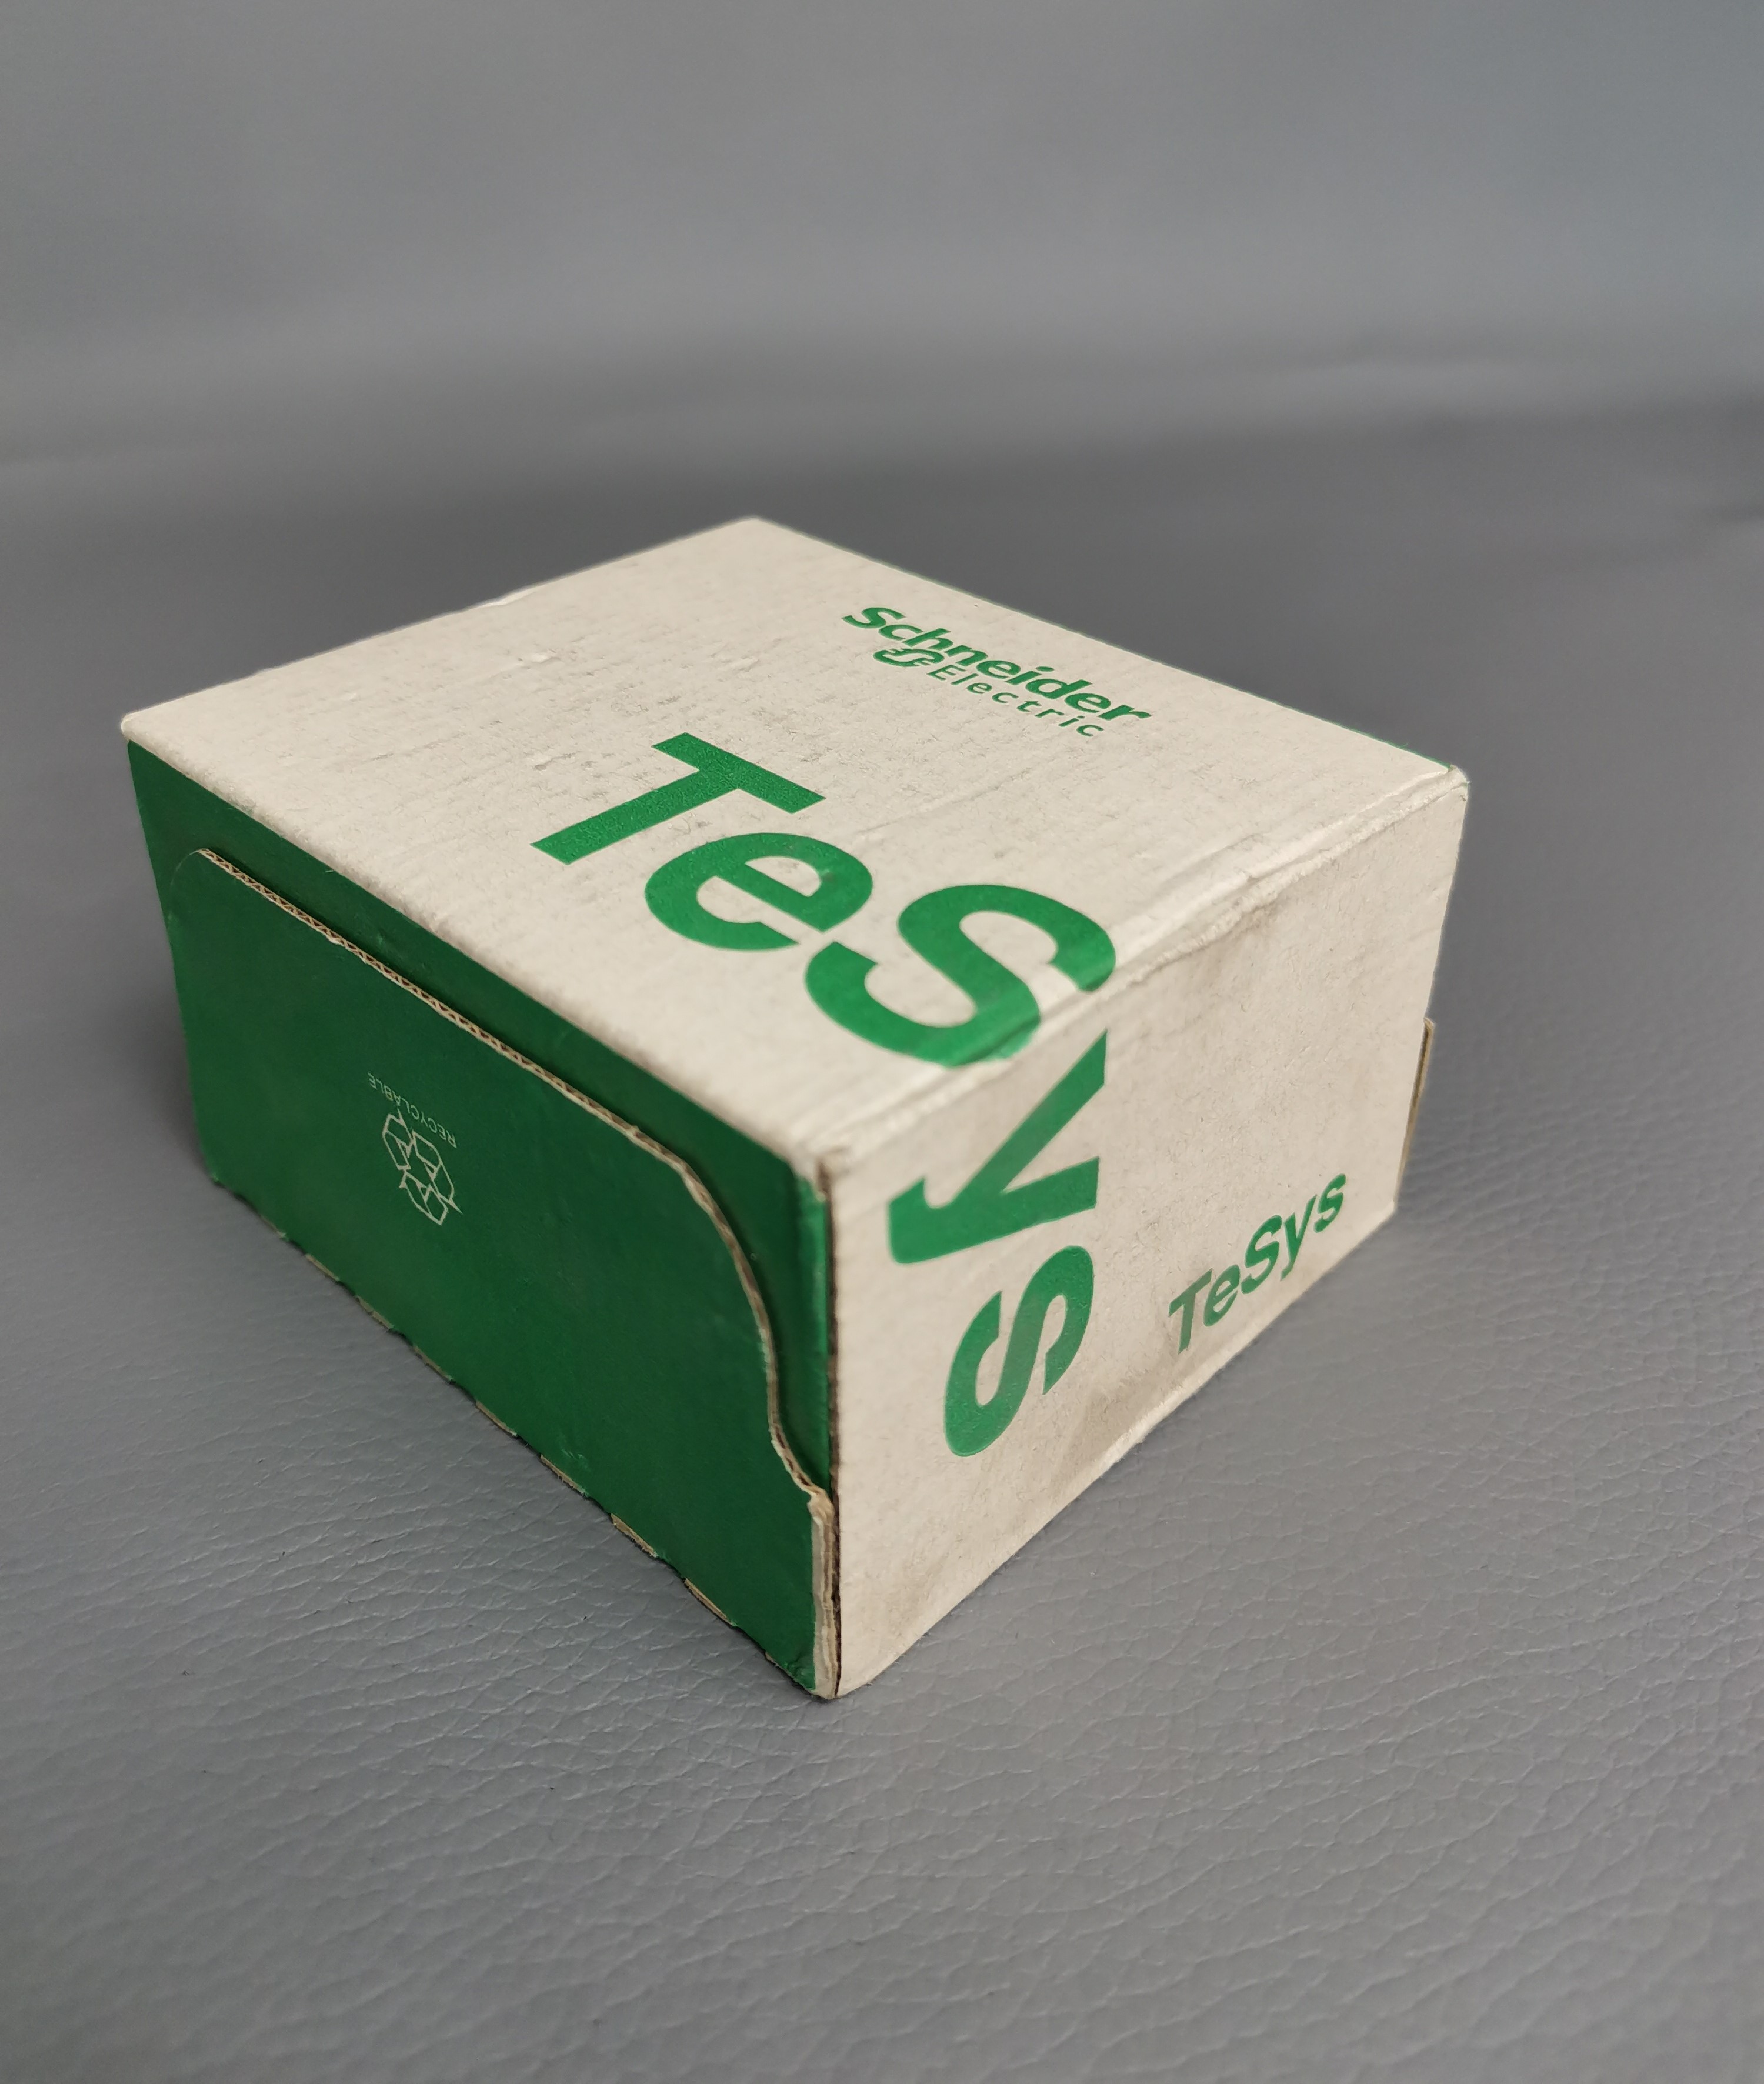 Schneider
Electric
TeSys
TeSys
RECYCLABLE